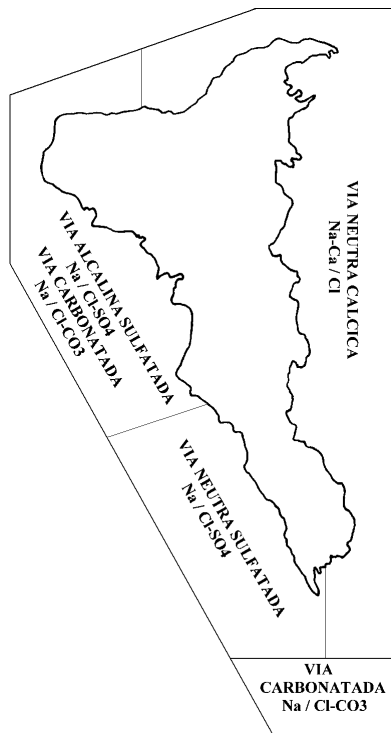 VIA NEUTRA CALCICA
Na-Ca / Cl
VIA ALCALINA SULFATADA
Na / Cl-SO4
VIA CARBONATADA
Na / Cl-CO3
VIA NEUTRA SULFATADA
Na / Cl-SO4
VIA
CARBONATADA
Na / Cl-CO3